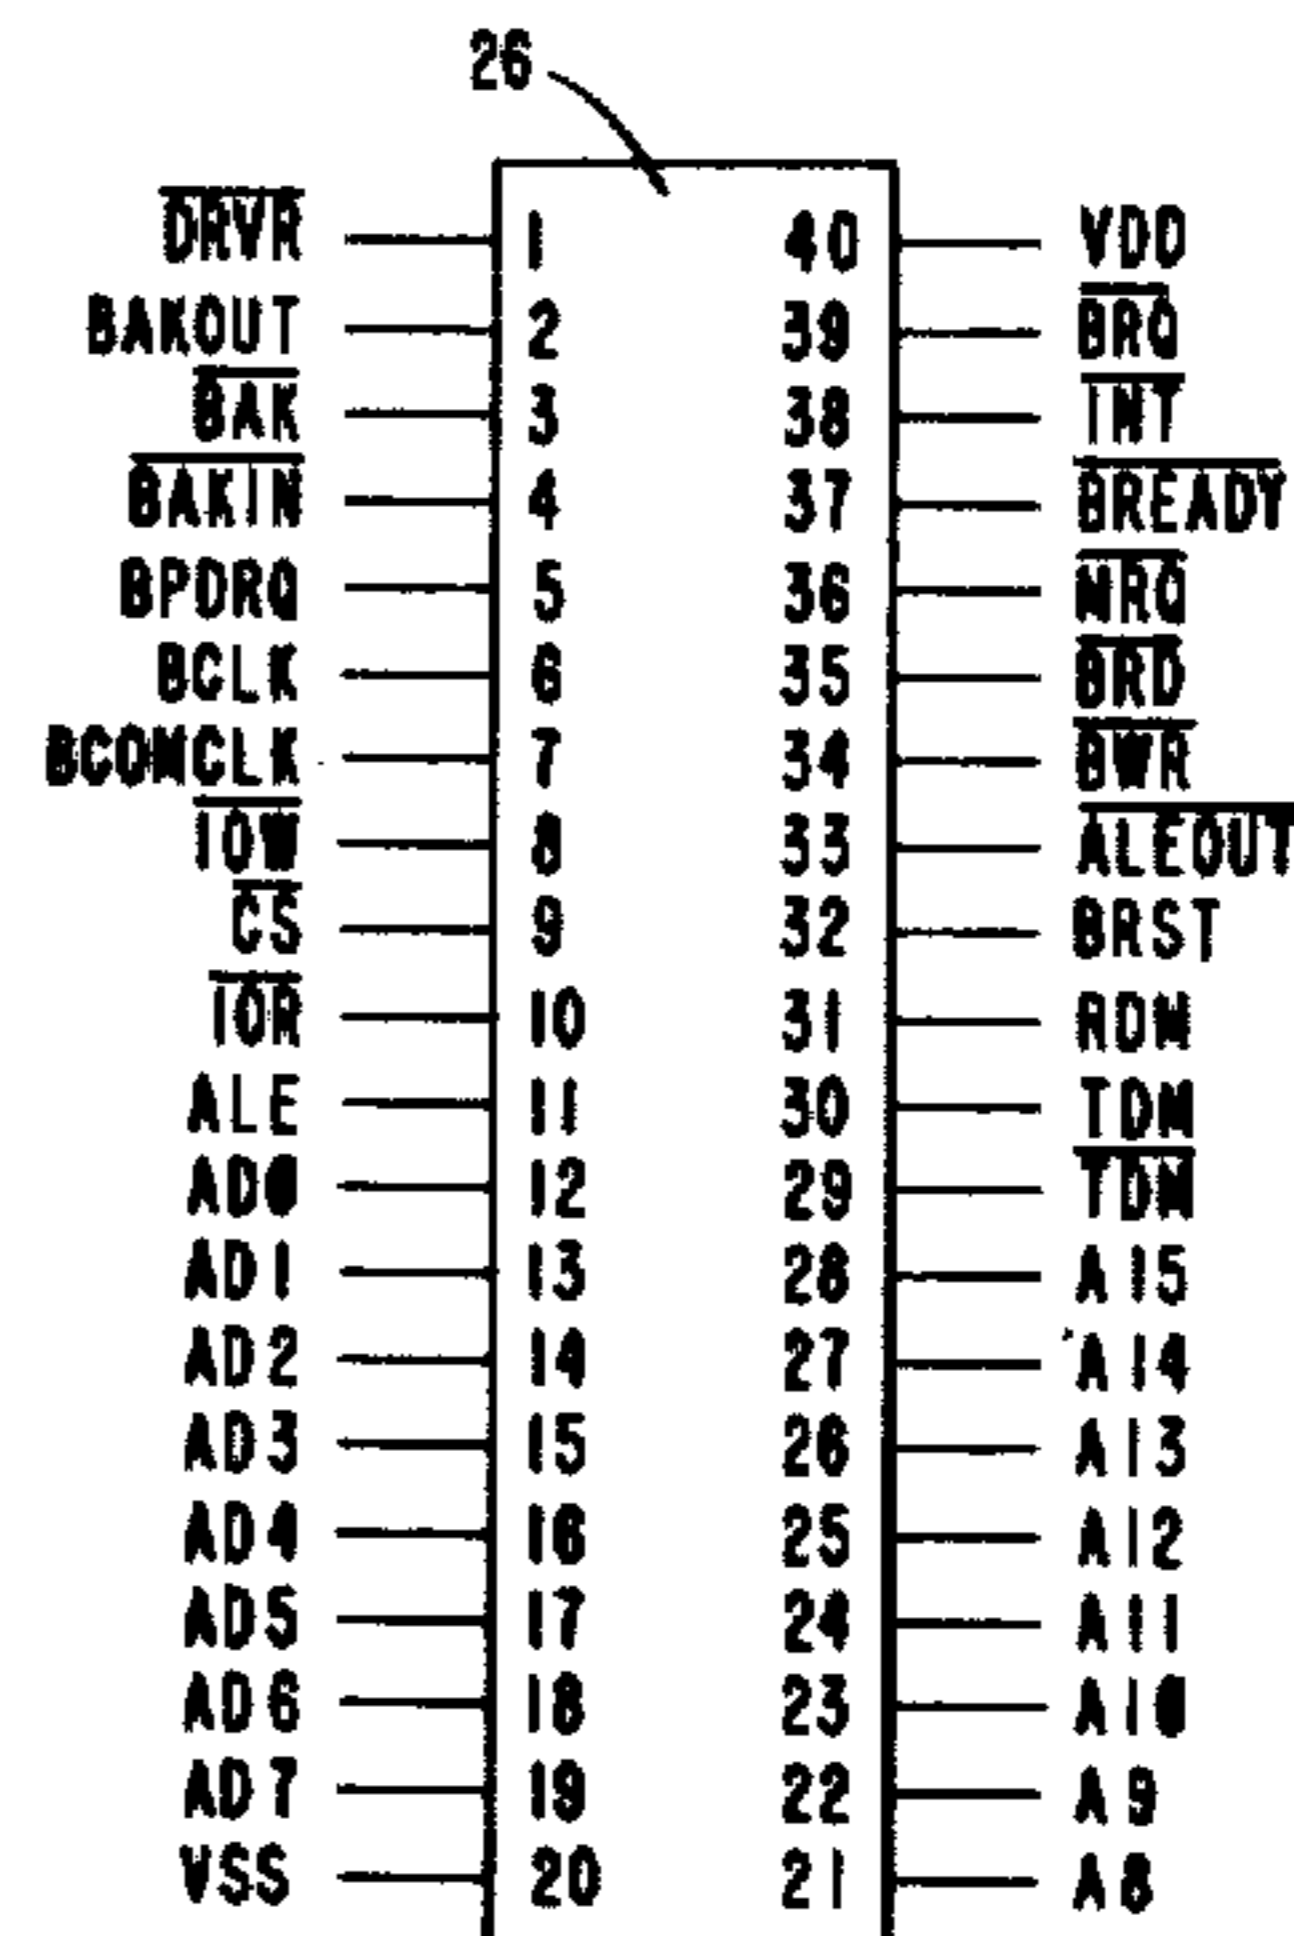 26
DRVR 1 40 VDD
BAKOUT 2 39 BRQ
BAK 3 38 INT
BAKIN 4 37 BREADY
BPDRQ 5 36 MRQ
BCLK 6 35 BRD
BCOMCLK 7 34 BWR
IOW 8 33 ALEOUT
CS 9 32 BRST
IOR 10 31 RDM
ALE 11 30 TDM
AD0 12 29 TDM
AD1 13 28 A15
AD2 14 27 A14
AD3 15 26 A13
AD4 16 25 A12
AD5 17 24 A11
AD6 18 23 A10
AD7 19 22 A9
VSS 20 21 A8